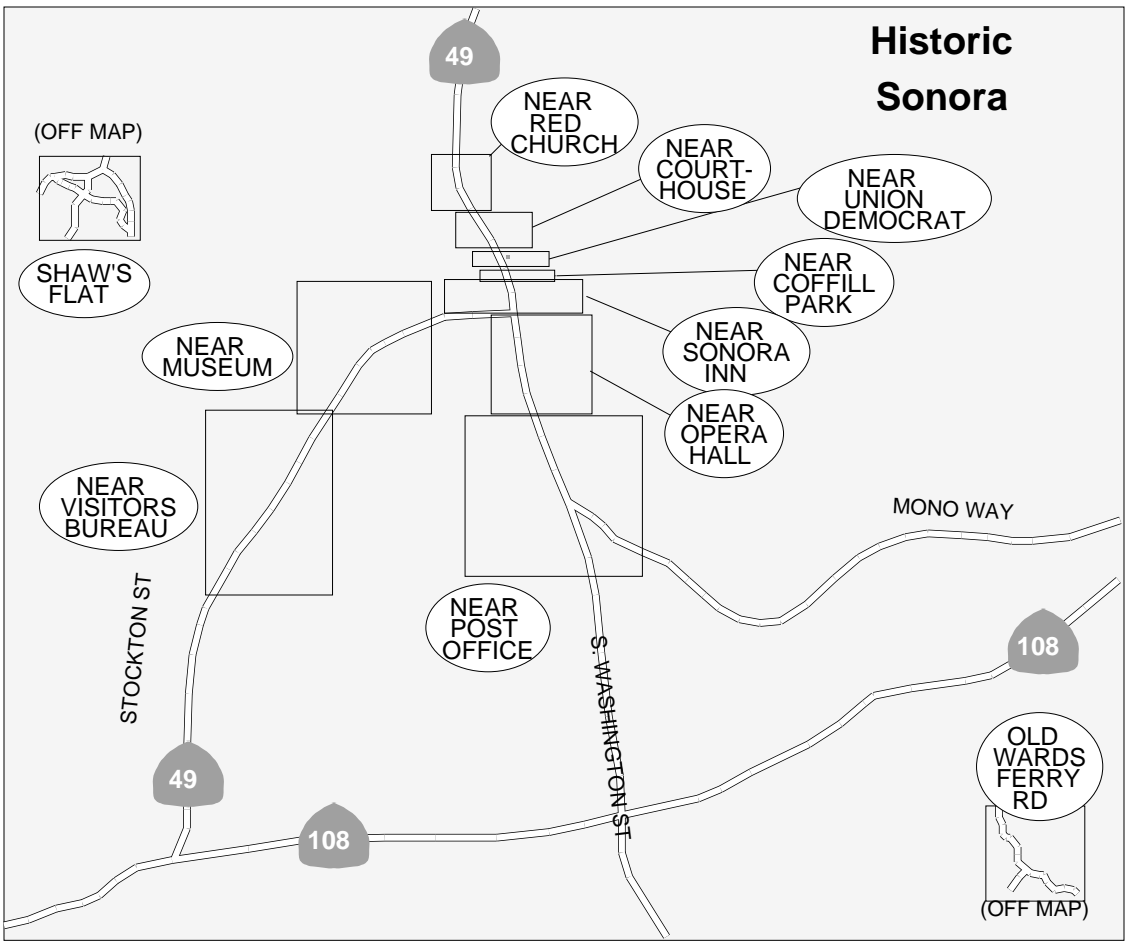 Historic
Sonora
49
(OFF MAP)
SHAW'S
FLAT
NEAR
RED
CHURCH
NEAR
COURT-
HOUSE
NEAR
UNION
DEMOCRAT
NEAR
COFFILL
PARK
NEAR
SONORA
INN
NEAR
OPERA
HALL
NEAR
MUSEUM
NEAR
VISITORS
BUREAU
NEAR
POST
OFFICE
MONO WAY
STOCKTON ST
S. WASHINGTON ST
108
49
108
OLD
WARDS
FERRY
RD
(OFF MAP)